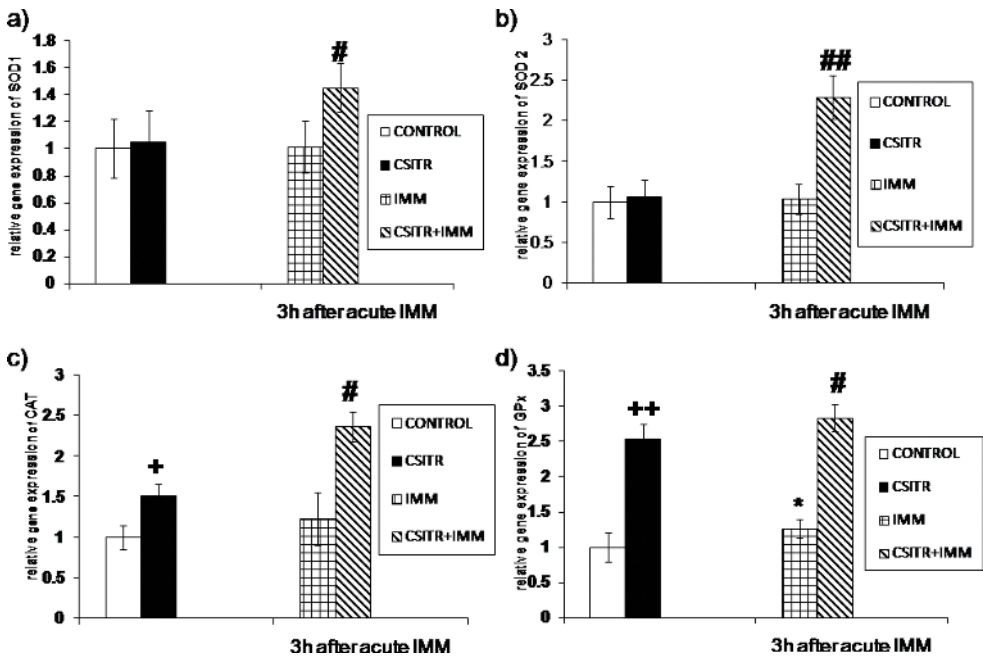 a)
relative gene expression of SOD1
1.8
1.6
1.4
1.2
1
0.8
0.6
0.4
0.2
0
#
CONTROL
CSITR
IMM
CSITR+IMM
3h after acute IMM
b)
relative gene expression of SOD 2
3
2.5
2
1.5
1
0.5
0
##
CONTROL
CSITR
IMM
CSITR+IMM
3h after acute IMM
c)
relative gene expression of CAT
3
2.5
2
1.5
1
0.5
0
+
#
CONTROL
CSITR
IMM
CSITR+IMM
3h after acute IMM
d)
relative gene expression of GPx
3.5
3
2.5
2
1.5
1
0.5
0
++
*
#
CONTROL
CSITR
IMM
CSITR+IMM
3h after acute IMM